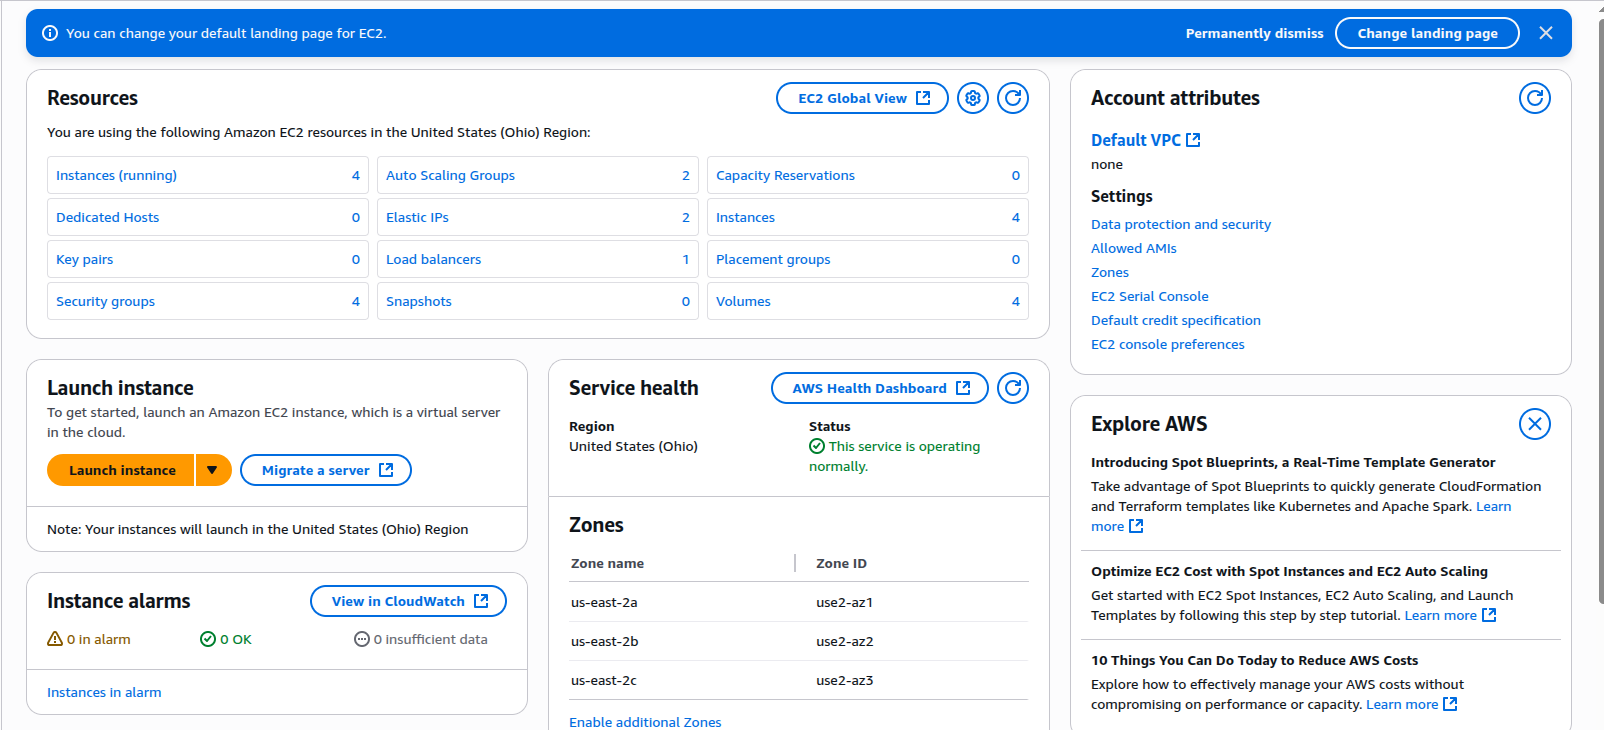 You can change your default landing page for EC2.
Permanently dismiss
Change landing page
Resources
EC2 Global View
You are using the following Amazon EC2 resources in the United States (Ohio) Region:
Instances (running) 4
Auto Scaling Groups 2
Capacity Reservations 0
Dedicated Hosts 0
Elastic IPs 2
Instances 4
Key pairs 0
Load balancers 1
Placement groups 0
Security groups 4
Snapshots 0
Volumes 4
Account attributes
Default VPC
none
Settings
Data protection and security
Allowed AMIs
Zones
EC2 Serial Console
Default credit specification
EC2 console preferences
Launch instance
To get started, launch an Amazon EC2 instance, which is a virtual server
in the cloud.
Launch instance
Migrate a server
Note: Your instances will launch in the United States (Ohio) Region
Instance alarms
View in CloudWatch
0 in alarm
0 OK
0 insufficient data
Instances in alarm
Service health
AWS Health Dashboard
Region
United States (Ohio)
Status
This service is operating
normally.
Zones
Zone name Zone ID
us-east-2a use2-az1
us-east-2b use2-az2
us-east-2c use2-az3
Enable additional Zones
Explore AWS
Introducing Spot Blueprints, a Real-Time Template Generator
Take advantage of Spot Blueprints to quickly generate CloudFormation
and Terraform templates like Kubernetes and Apache Spark. Learn
more
Optimize EC2 Cost with Spot Instances and EC2 Auto Scaling
Get started with EC2 Spot Instances, EC2 Auto Scaling, and Launch
Templates by following this step by step tutorial. Learn more
10 Things You Can Do Today to Reduce AWS Costs
Explore how to effectively manage your AWS costs without
compromising on performance or capacity. Learn more